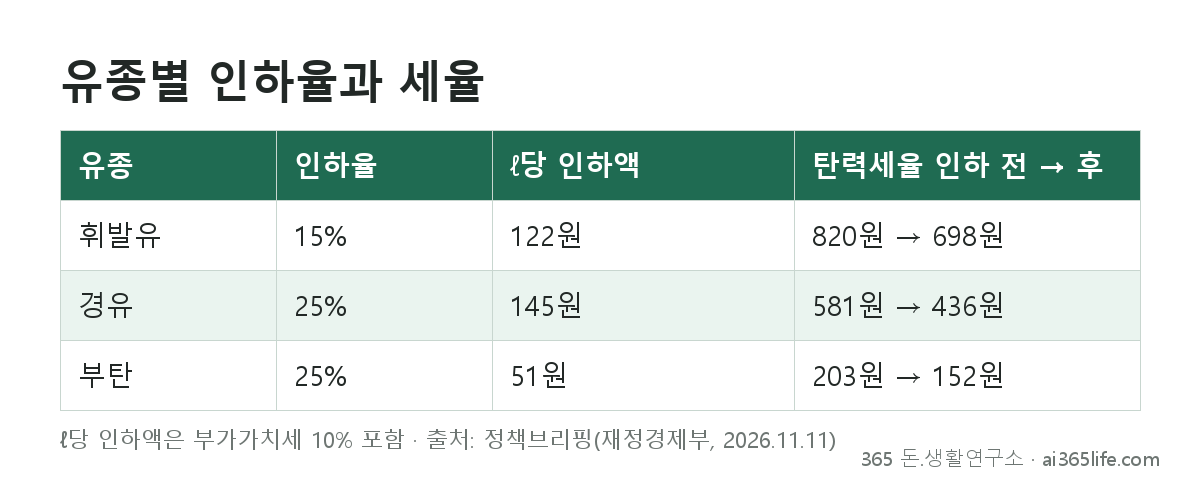 유종별 인하율과 세율
유종 인하율 ℓ당 인하액 탄력세율 인하 전 → 후
휘발유 15% 122원 820원 → 698원
경유 25% 145원 581원 → 436원
부탄 25% 51원 203원 → 152원
ℓ당 인하액은 부가가치세 10% 포함 · 출처: 정책브리핑(재정경제부, 2026.11.11)
365 돈.생활연구소 · ai365life.com